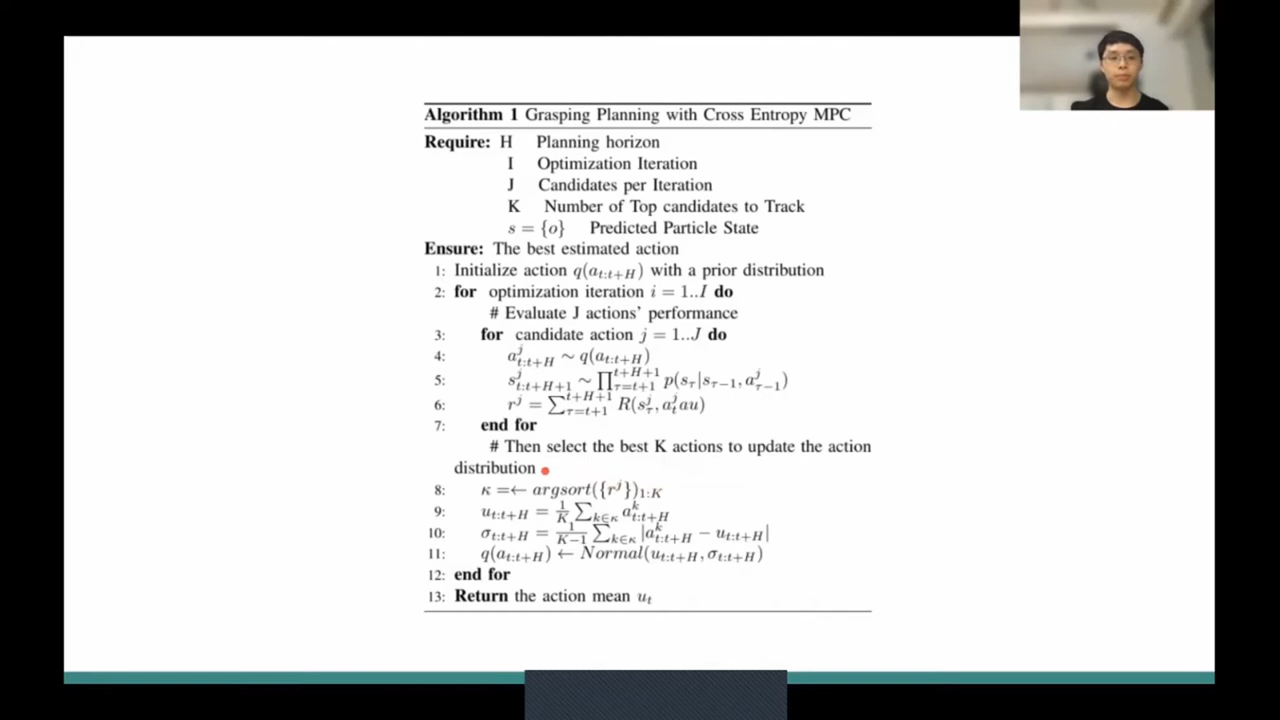 Algorithm 1 Grasping Planning with Cross Entropy MPC
Require: H Planning horizon
I Optimization Iteration
J Candidates per Iteration
K Number of Top candidates to Track
s = {o} Predicted Particle State
Ensure: The best estimated action
1: Initialize action q(a_{t:t+H}) with a prior distribution
2: for optimization iteration i = 1..I do
# Evaluate J actions' performance
3: for candidate action j = 1..J do
4: a^j_{t:t+H} ∼ q(a_{t:t+H})
5: s^j_{t:t+H+1} ∼ ∏^{t+H+1}_{τ=t+1} p(s_τ|s_{τ−1}, a^j_{τ−1})
6: r^j = ∑^{t+H+1}_{τ=t+1} R(s^j_τ, a^j_t au)
7: end for
# Then select the best K actions to update the action
distribution
8: κ =← argsort({r^j})_{1:K}
9: u_{t:t+H} = 1/K ∑_{k∈κ} a^k_{t:t+H}
10: σ_{t:t+H} = 1/K−1 ∑_{k∈κ} |a^k_{t:t+H} − u_{t:t+H}|
11: q(a_{t:t+H}) ← Normal(u_{t:t+H}, σ_{t:t+H})
12: end for
13: Return the action mean u_t